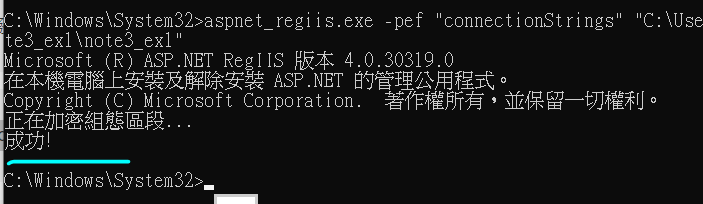 C:\Windows\System32>aspnet_regiis.exe -pef "connectionStrings" "C:\Use
te3_ex1\note3_ex1"
Microsoft (R) ASP.NET RegIIS 版本 4.0.30319.0
在本機電腦上安裝及解除安裝 ASP.NET 的管理公用程式。
Copyright (C) Microsoft Corporation. 著作權所有，並保留一切權利。
正在加密組態區段...
成功!
C:\Windows\System32>